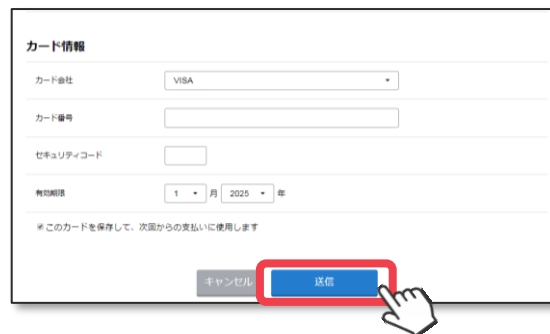 カード情報
カード会社 VISA
カード番号
セキュリティコード
有効期限 1 月 2025 年
このカードを保存して、次回からの支払いに使用します
キャンセル 送信